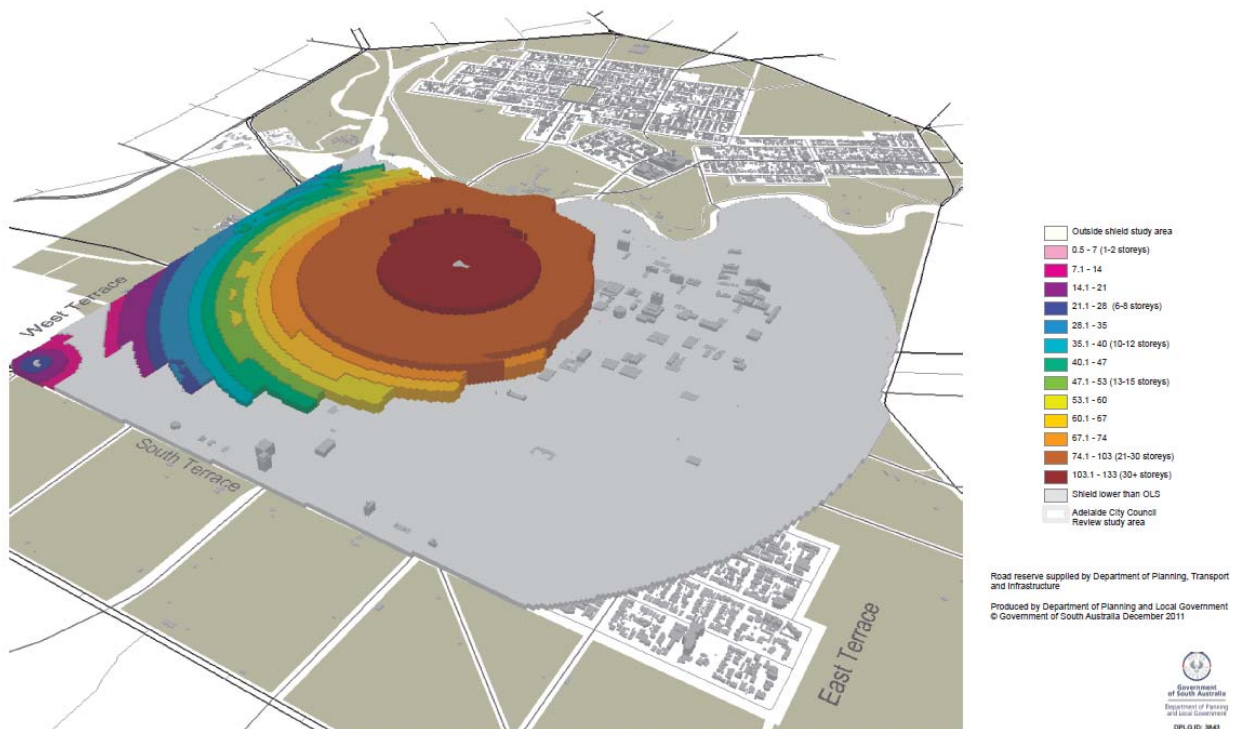 West Terrace
South Terrace
East Terrace
Outside shield study area
0.5 - 7 (1-2 storeys)
7.1 - 14
14.1 - 21
21.1 - 28 (6-8 storeys)
28.1 - 35
35.1 - 40 (10-12 storeys)
40.1 - 47
47.1 - 53 (13-15 storeys)
53.1 - 60
60.1 - 67
67.1 - 74
74.1 - 103 (21-30 storeys)
103.1 - 133 (30+ storeys)
Shield lower than OLS
Adelaide City Council
Review study area
Road reserve supplied by Department of Planning, Transport
and Infrastructure
Produced by Department of Planning and Local Government
© Government of South Australia December 2011
Government
of South Australia
Department of Planning
and Local Government
DPLG ID: 3843